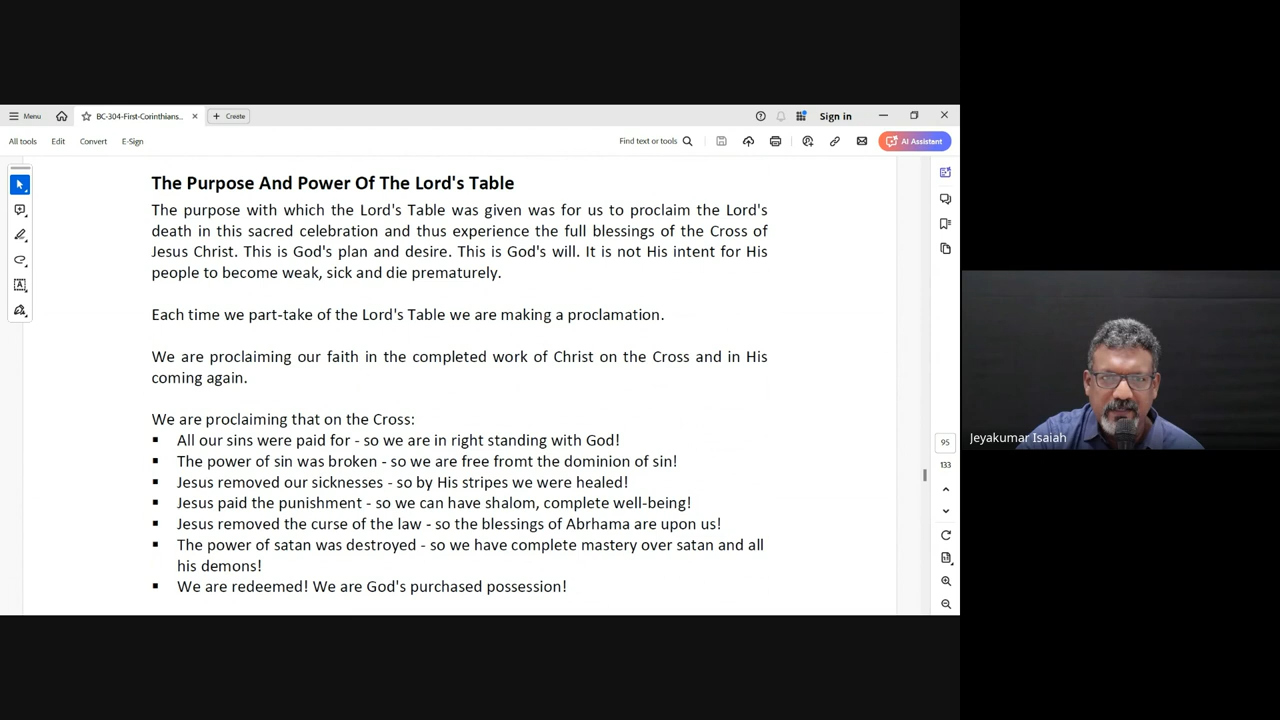 Menu
BC-304-First-Corinthians...
Create
Sign in
All tools
Edit
Convert
E-Sign
Find text or tools
AI Assistant
The Purpose And Power Of The Lord's Table
The purpose with which the Lord's Table was given was for us to proclaim the Lord's
death in this sacred celebration and thus experience the full blessings of the Cross of
Jesus Christ. This is God's plan and desire. This is God's will. It is not His intent for His
people to become weak, sick and die prematurely.
Each time we part-take of the Lord's Table we are making a proclamation.
We are proclaiming our faith in the completed work of Christ on the Cross and in His
coming again.
We are proclaiming that on the Cross:
▪ All our sins were paid for - so we are in right standing with God!
▪ The power of sin was broken - so we are free fromt the dominion of sin!
▪ Jesus removed our sicknesses - so by His stripes we were healed!
▪ Jesus paid the punishment - so we can have shalom, complete well-being!
▪ Jesus removed the curse of the law - so the blessings of Abrhama are upon us!
▪ The power of satan was destroyed - so we have complete mastery over satan and all
his demons!
▪ We are redeemed! We are God's purchased possession!
95
133
Jeyakumar Isaiah